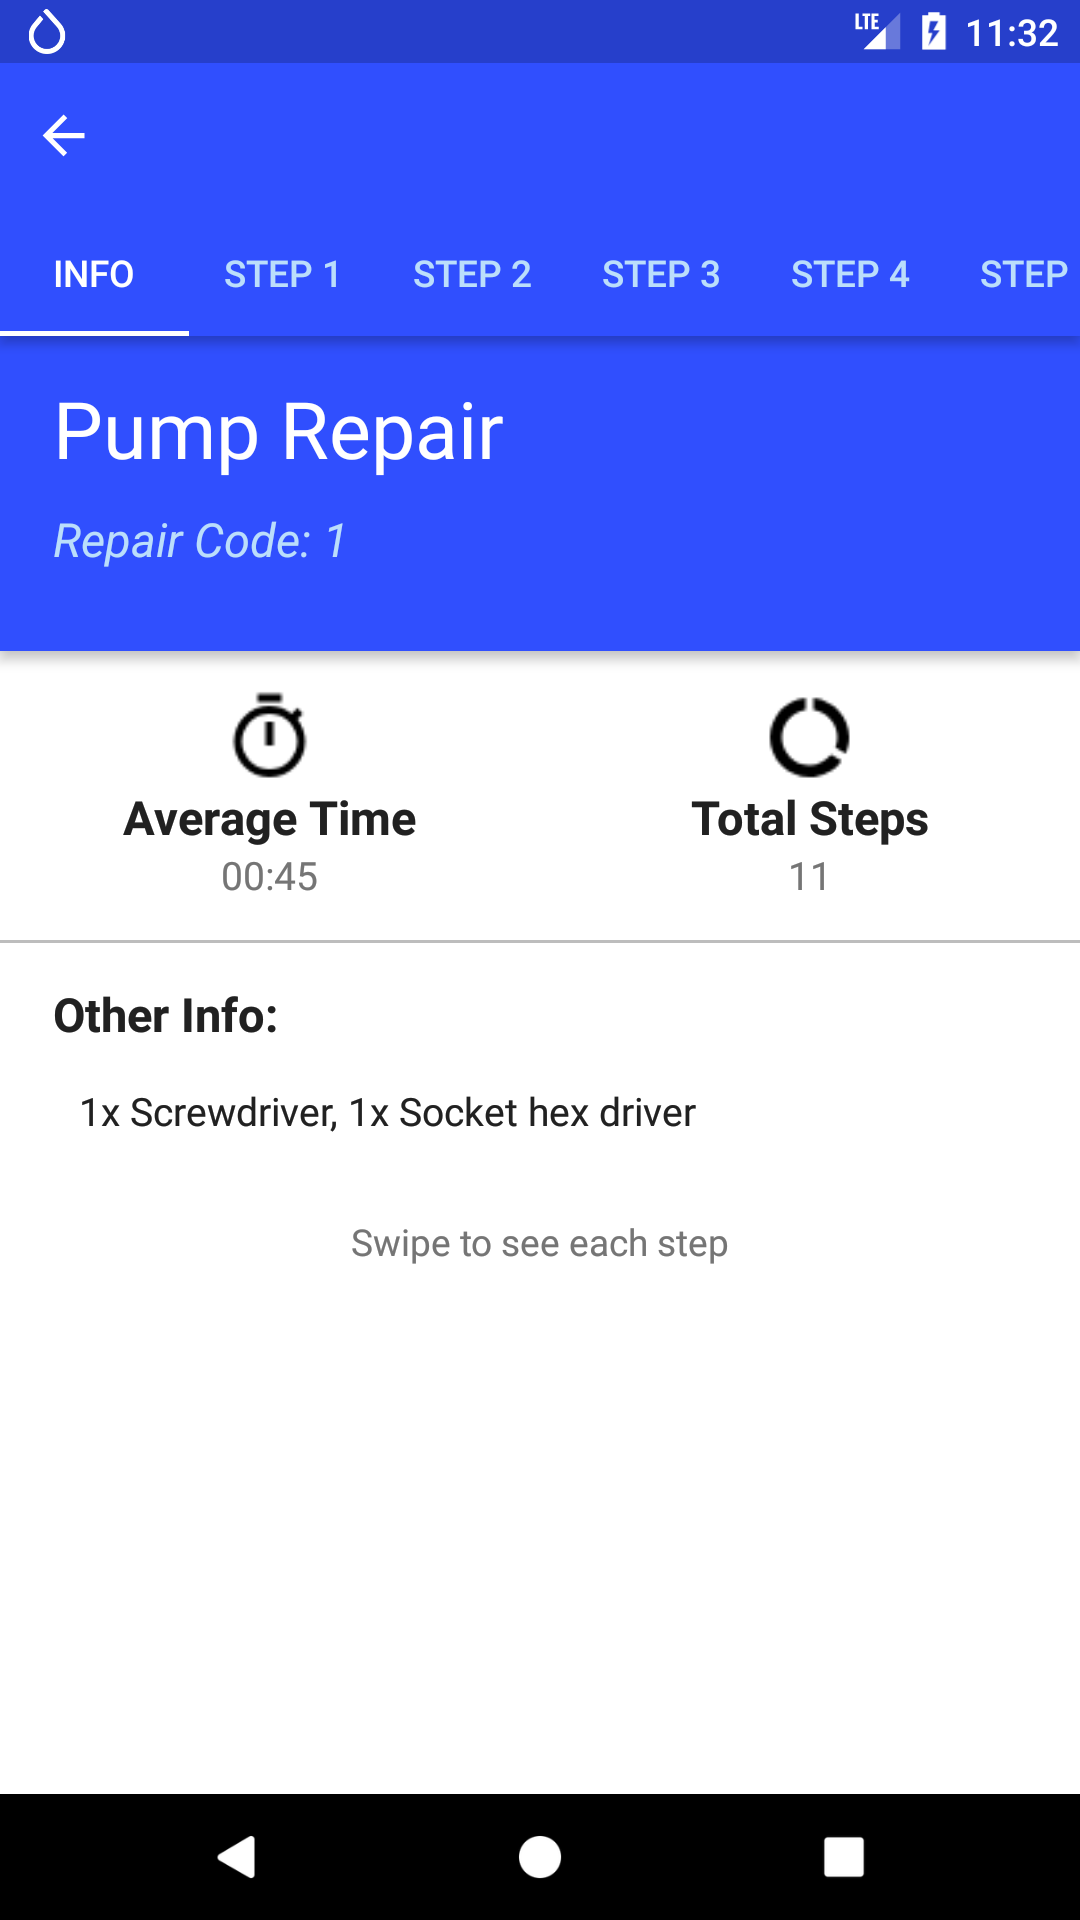 LTE 11:32
INFO STEP 1 STEP 2 STEP 3 STEP 4 STEP
Pump Repair
Repair Code: 1
Average Time Total Steps
00:45 11
Other Info:
1x Screwdriver, 1x Socket hex driver
Swipe to see each step